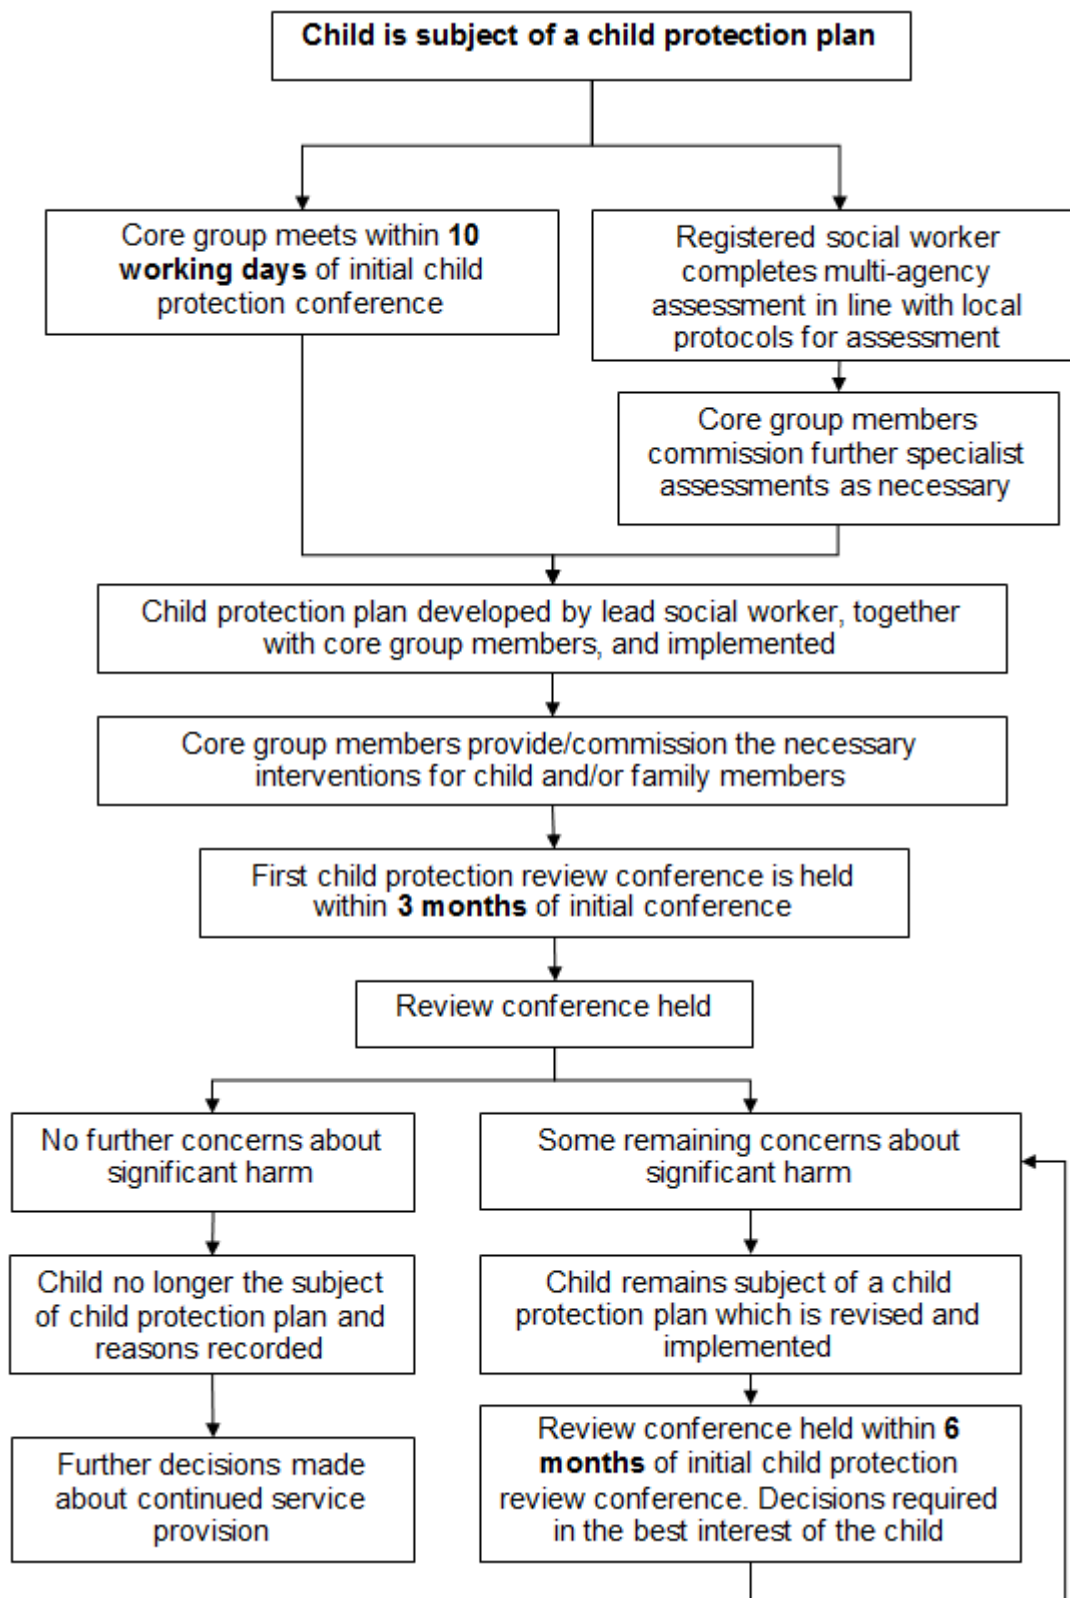 Child is subject of a child protection plan
Core group meets within 10
working days of initial child
protection conference
Registered social worker
completes multi-agency
assessment in line with local
protocols for assessment
Core group members
commission further specialist
assessments as necessary
Child protection plan developed by lead social worker, together
with core group members, and implemented
Core group members provide/commission the necessary
interventions for child and/or family members
First child protection review conference is held
within 3 months of initial conference
Review conference held
No further concerns about
significant harm
Some remaining concerns about
significant harm
Child no longer the subject
of child protection plan and
reasons recorded
Child remains subject of a child
protection plan which is revised and
implemented
Further decisions made
about continued service
provision
Review conference held within 6
months of initial child protection
review conference. Decisions required
in the best interest of the child